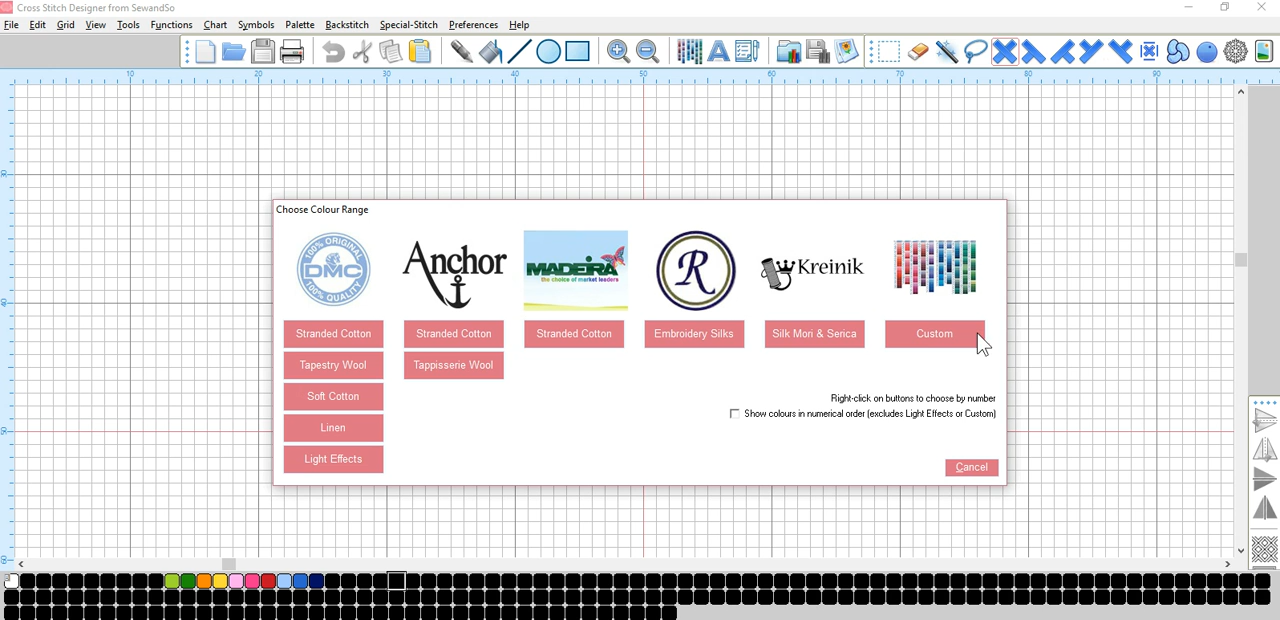 Cross Stitch Designer from SewandSo
File Edit Grid View Tools Functions Chart Symbols Palette Backstitch Special-Stitch Preferences Help
10 20 30 40 50 60 70 80 90
30
40
50
60
Choose Colour Range
100% ORIGINAL
DMC
100% QUALITY
Anchor
MADEIRA
the choice of market leaders
R
Kreinik
Stranded Cotton Stranded Cotton Stranded Cotton Embroidery Silks Silk Mori & Serica Custom
Tapestry Wool Tappisserie Wool
Soft Cotton
Right-click on buttons to choose by number
Show colours in numerical order (excludes Light Effects or Custom)
Linen
Light Effects
Cancel